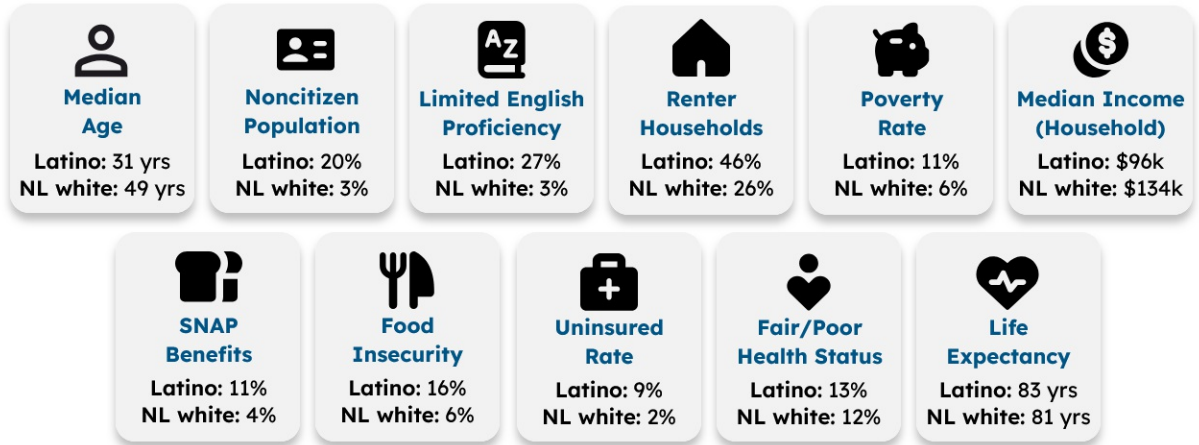 AZ
$
Median
Age
Latino: 31 yrs
NL white: 49 yrs
Noncitizen
Population
Latino: 20%
NL white: 3%
Limited English
Proficiency
Latino: 27%
NL white: 3%
Renter
Households
Latino: 46%
NL white: 26%
Poverty
Rate
Latino: 11%
NL white: 6%
Median Income
(Household)
Latino: $96k
NL white: $134k
SNAP
Benefits
Latino: 11%
NL white: 4%
Food
Insecurity
Latino: 16%
NL white: 6%
Uninsured
Rate
Latino: 9%
NL white: 2%
Fair/Poor
Health Status
Latino: 13%
NL white: 12%
Life
Expectancy
Latino: 83 yrs
NL white: 81 yrs